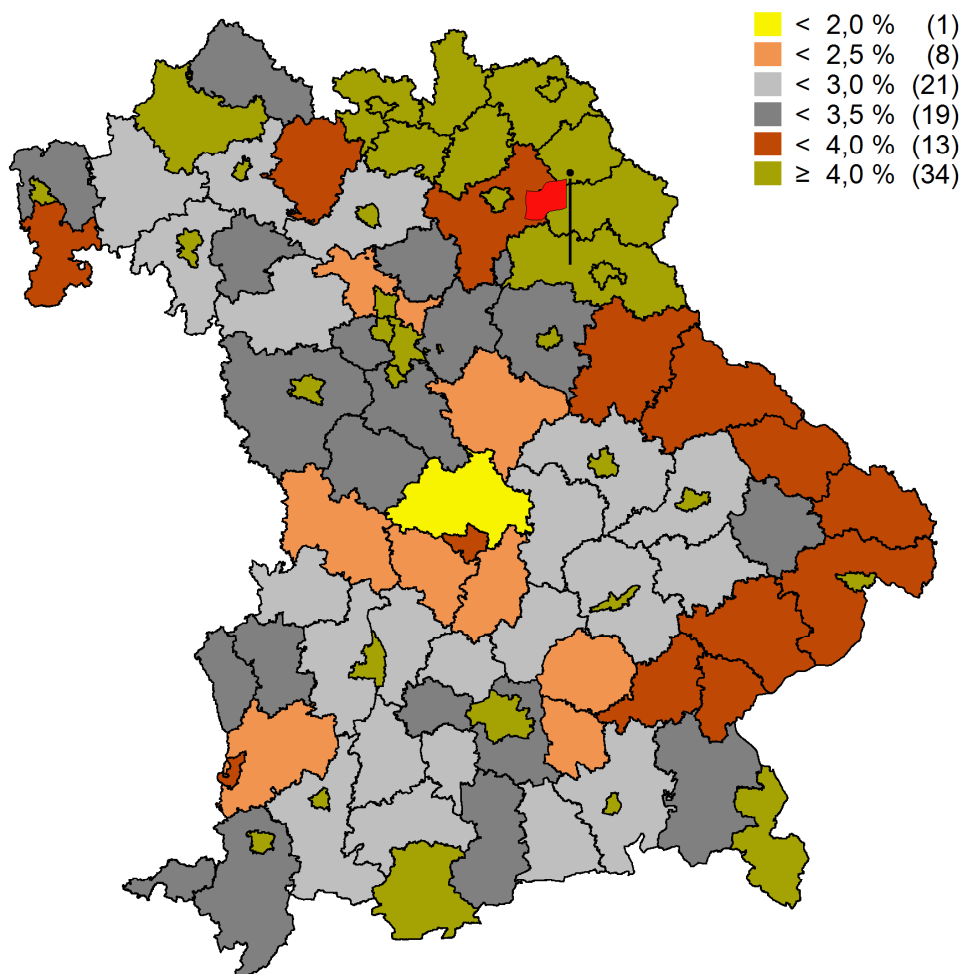 < 2,0 % (1)
< 2,5 % (8)
< 3,0 % (21)
< 3,5 % (19)
< 4,0 % (13)
≥ 4,0 % (34)